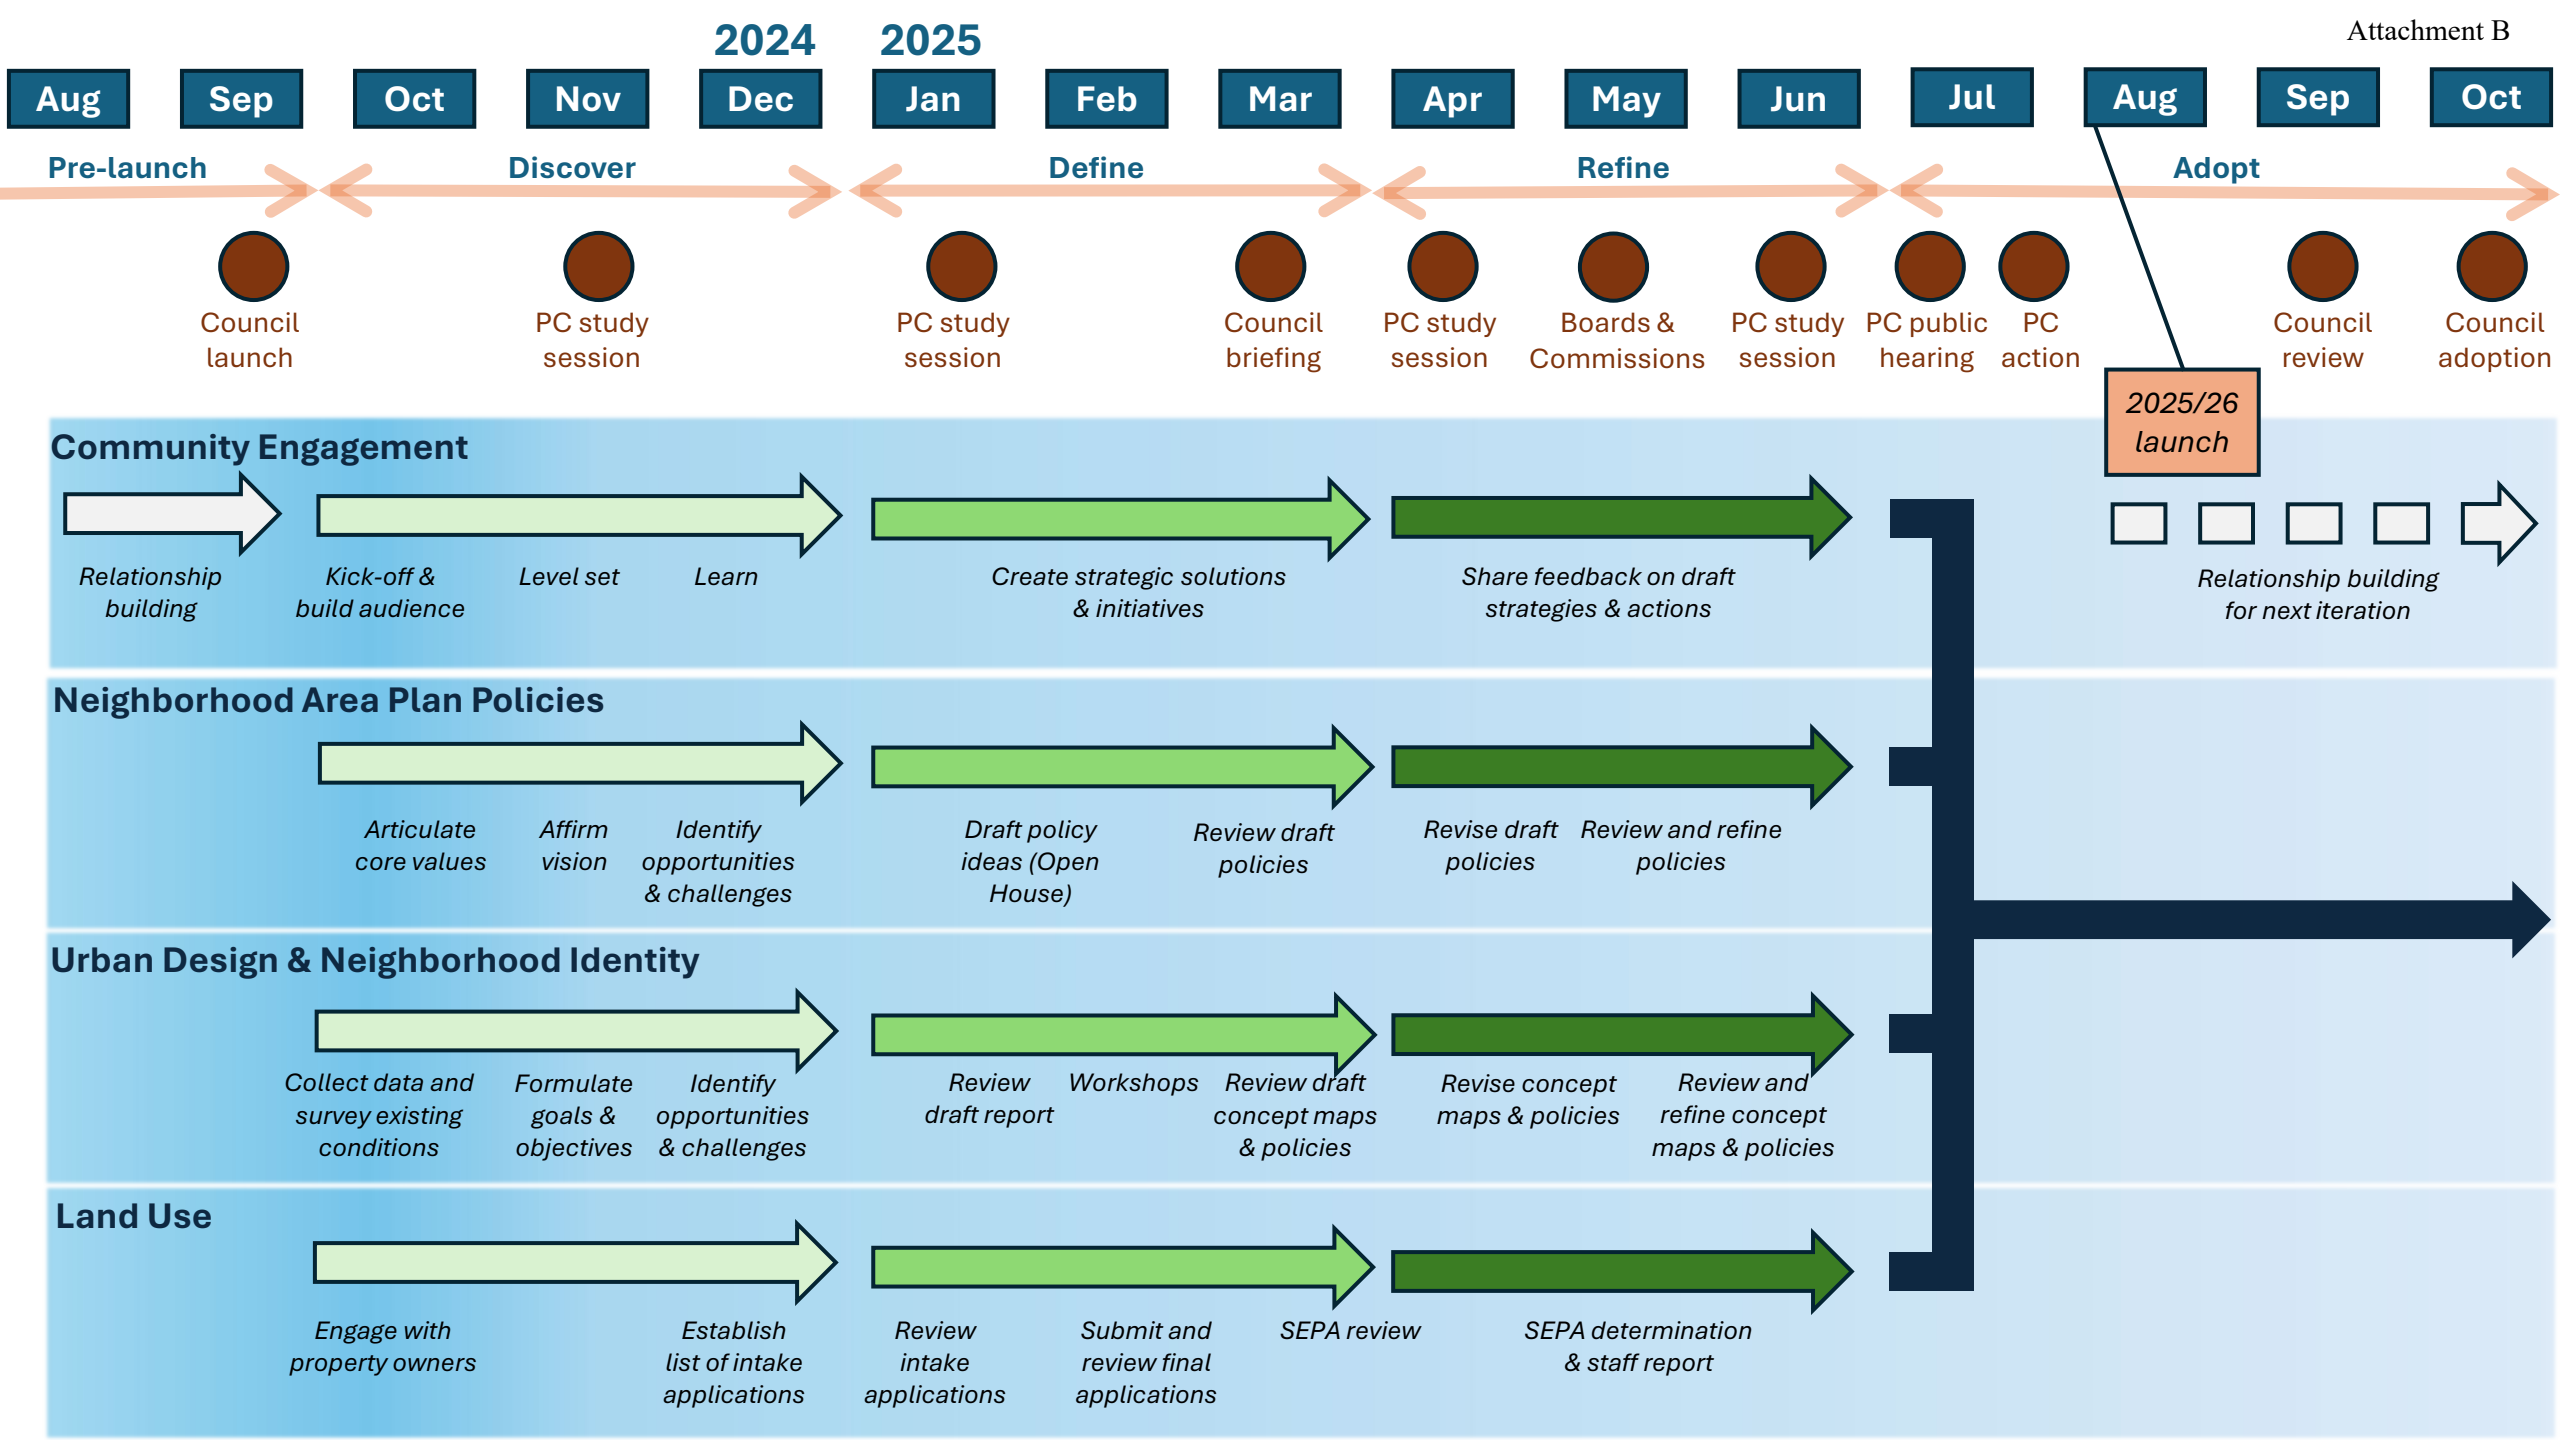 Attachment B
2024 2025
Aug Sep Oct Nov Dec Jan Feb Mar Apr May Jun Jul Aug Sep Oct
Pre-launch Discover Define Refine Adopt
Council
launch
PC study
session
PC study
session
Council
briefing
PC study
session
Boards &
Commissions
PC study
session
PC public
hearing
PC
action
Council
review
Council
adoption
2025/26
launch
Community Engagement
Relationship
building
Kick-off &
build audience
Level set
Learn
Create strategic solutions
& initiatives
Share feedback on draft
strategies & actions
Relationship building
for next iteration
Neighborhood Area Plan Policies
Articulate
core values
Affirm
vision
Identify
opportunities
& challenges
Draft policy
ideas (Open
House)
Review draft
policies
Revise draft
policies
Review and refine
policies
Urban Design & Neighborhood Identity
Collect data and
survey existing
conditions
Formulate
goals &
objectives
Identify
opportunities
& challenges
Review
draft report
Workshops
Review draft
concept maps
& policies
Revise concept
maps & policies
Review and
refine concept
maps & policies
Land Use
Engage with
property owners
Establish
list of intake
applications
Review
intake
applications
Submit and
review final
applications
SEPA review
SEPA determination
& staff report